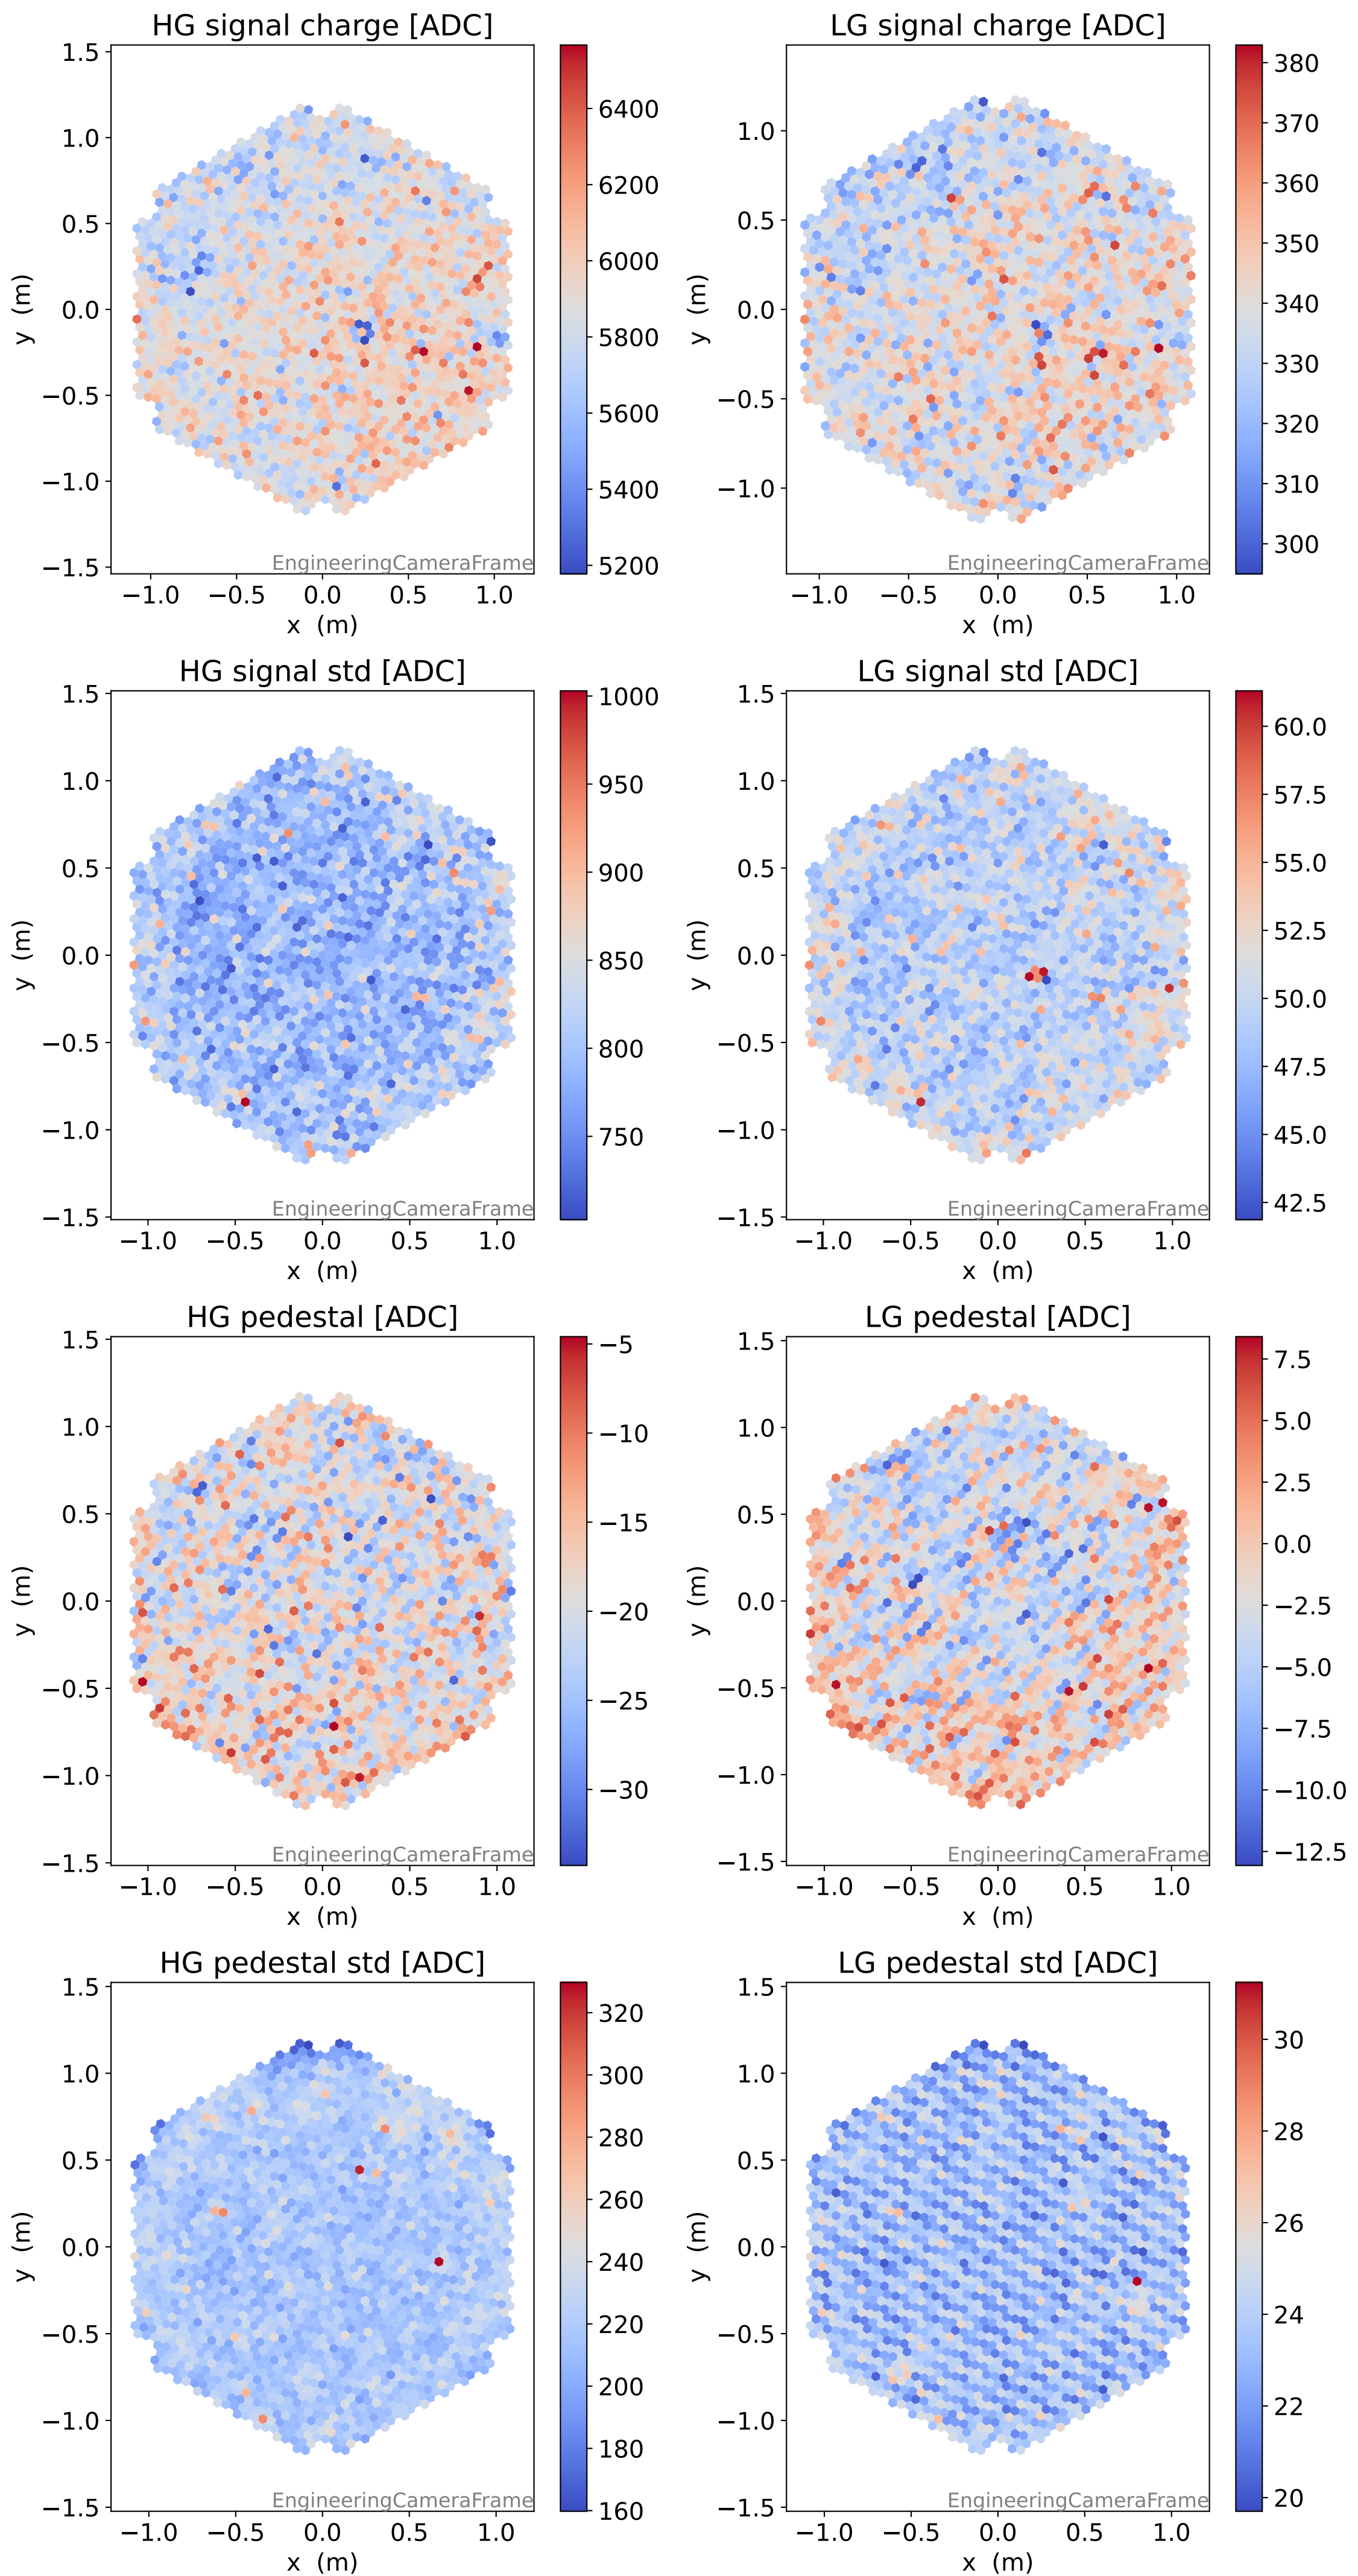 HG signal charge [ADC]
1.5
1.0
0.5
0.0
−0.5
−1.0
−1.5
y (m)
−1.0 −0.5 0.0 0.5 1.0
x (m)
EngineeringCameraFrame
6400
6200
6000
5800
5600
5400
5200
LG signal charge [ADC]
1.0
0.5
0.0
−0.5
−1.0
y (m)
−1.0 −0.5 0.0 0.5 1.0
x (m)
EngineeringCameraFrame
380
370
360
350
340
330
320
310
300
HG signal std [ADC]
1.5
1.0
0.5
0.0
−0.5
−1.0
−1.5
y (m)
−1.0 −0.5 0.0 0.5 1.0
x (m)
EngineeringCameraFrame
1000
950
900
850
800
750
LG signal std [ADC]
1.5
1.0
0.5
0.0
−0.5
−1.0
−1.5
y (m)
−1.0 −0.5 0.0 0.5 1.0
x (m)
EngineeringCameraFrame
60.0
57.5
55.0
52.5
50.0
47.5
45.0
42.5
HG pedestal [ADC]
1.5
1.0
0.5
0.0
−0.5
−1.0
−1.5
y (m)
−1.0 −0.5 0.0 0.5 1.0
x (m)
EngineeringCameraFrame
−5
−10
−15
−20
−25
−30
LG pedestal [ADC]
1.5
1.0
0.5
0.0
−0.5
−1.0
−1.5
y (m)
−1.0 −0.5 0.0 0.5 1.0
x (m)
EngineeringCameraFrame
7.5
5.0
2.5
0.0
−2.5
−5.0
−7.5
−10.0
−12.5
HG pedestal std [ADC]
1.5
1.0
0.5
0.0
−0.5
−1.0
−1.5
y (m)
−1.0 −0.5 0.0 0.5 1.0
x (m)
EngineeringCameraFrame
320
300
280
260
240
220
200
180
160
LG pedestal std [ADC]
1.5
1.0
0.5
0.0
−0.5
−1.0
−1.5
y (m)
−1.0 −0.5 0.0 0.5 1.0
x (m)
EngineeringCameraFrame
30
28
26
24
22
20